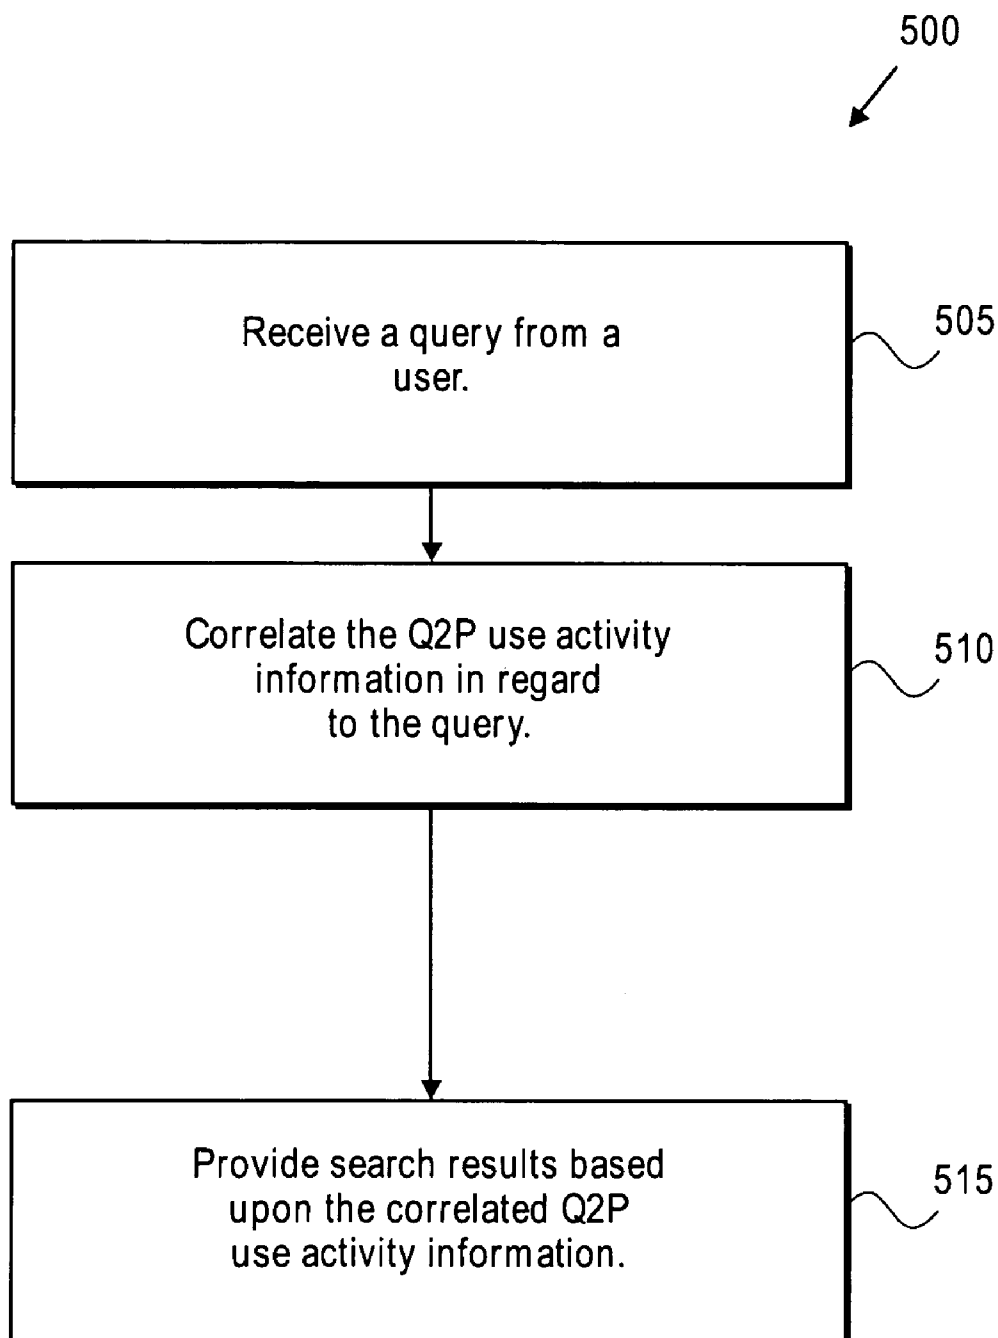 500
Receive a query from a
user.
505
Correlate the Q2P use activity
information in regard
to the query.
510
Provide search results based
upon the correlated Q2P
use activity information.
515